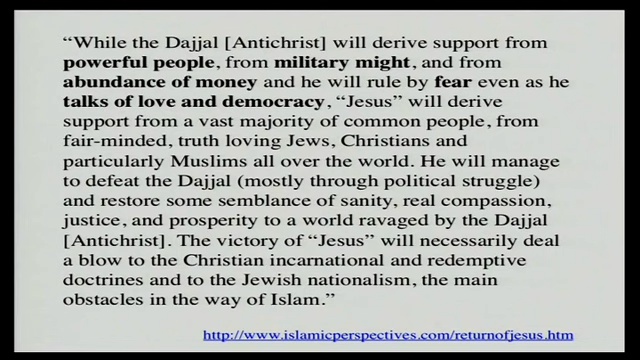 “While the Dajjal [Antichrist] will derive support from
powerful people, from military might, and from
abundance of money and he will rule by fear even as he
talks of love and democracy, “Jesus” will derive
support from a vast majority of common people, from
fair-minded, truth loving Jews, Christians and
particularly Muslims all over the world. He will manage
to defeat the Dajjal (mostly through political struggle)
and restore some semblance of sanity, real compassion,
justice, and prosperity to a world ravaged by the Dajjal
[Antichrist]. The victory of “Jesus” will necessarily deal
a blow to the Christian incarnational and redemptive
doctrines and to the Jewish nationalism, the main
obstacles in the way of Islam.”
http://www.islamicperspectives.com/returnofjesus.htm